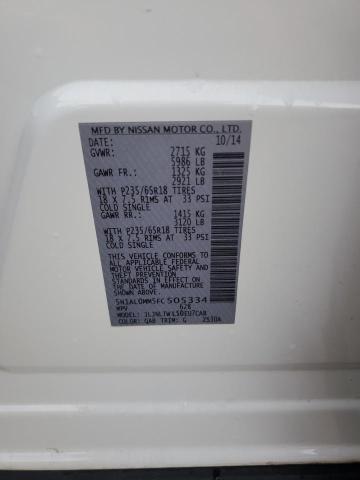 MFD BY NISSAN MOTOR CO., LTD.
DATE: 10/14
GVWR: 2715 KG
5986 LB
GAWR FR: 1325 KG
2921 LB
WITH P235/65R18 TIRES
18 X 7.5 RIMS AT 33 PSI
COLD SINGLE
GAWR RR: 1415 KG
3120 LB
WITH P235/65R18 TIRES
18 X 7.5 RIMS AT 33 PSI
COLD SINGLE
THIS VEHICLE CONFORMS TO ALL
APPLICABLE FEDERAL MOTOR
VEHICLE SAFETY AND THEFT
PREVENTION STANDARDS IN
EFFECT ON THE DATE OF
MANUFACTURE SHOWN ABOVE.
5N1AL0MM5FC505334
MPV 628
MODEL: JLJNLTWL50EU7CAB
COLOR: QAB TRIM: G 2530A